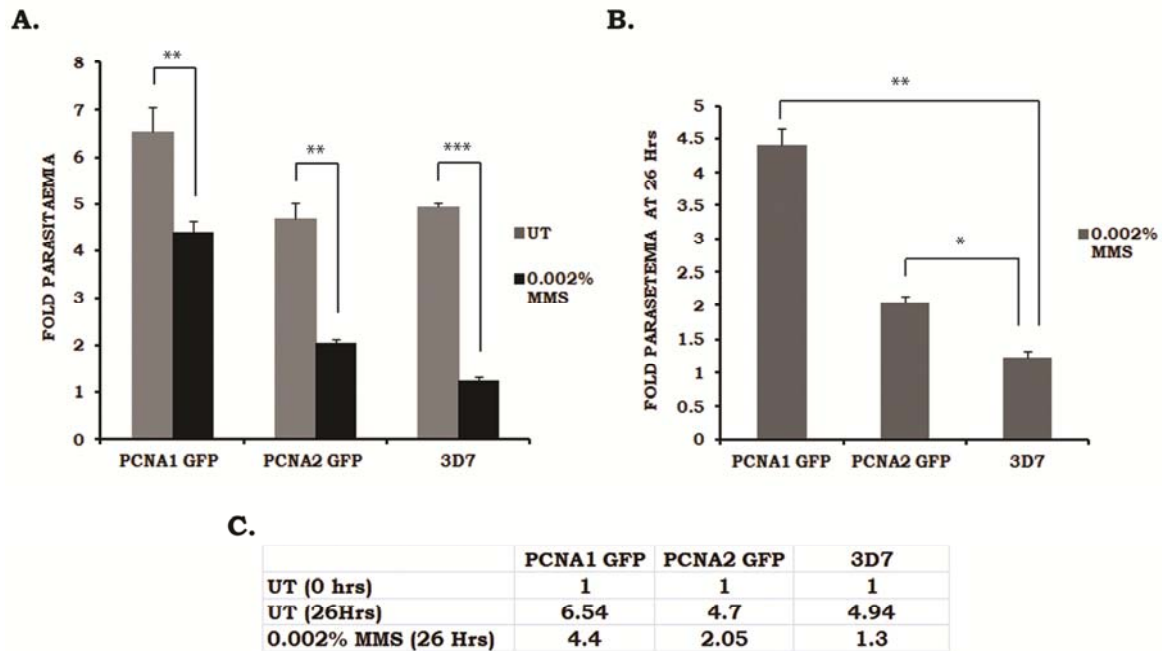 A.
**
**
***
8
7
6
5
4
3
2
1
0
FOLD PARASITAEMIA
PCNA1 GFP PCNA2 GFP 3D7
UT
0.002%
MMS
B.
**
*
5
4.5
4
3.5
3
2.5
2
1.5
1
0.5
0
FOLD PARASETEMIA AT 26 Hrs
PCNA1 GFP PCNA2 GFP 3D7
0.002%
MMS
C.
PCNA1 GFP PCNA2 GFP 3D7
UT (0 hrs) 1 1 1
UT (26Hrs) 6.54 4.7 4.94
0.002% MMS (26 Hrs) 4.4 2.05 1.3